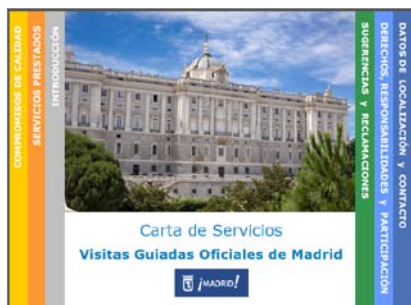 COMPROMISOS DE CALIDAD
SERVICIOS PRESTADOS
INTRODUCCIÓN
SUGERENCIAS y RECLAMACIONES
DERECHOS, RESPONSABILIDADES y PARTICIPACIÓN
DATOS DE LOCALIZACIÓN y CONTACTO
Carta de Servicios
Visitas Guiadas Oficiales de Madrid
¡MADRID!